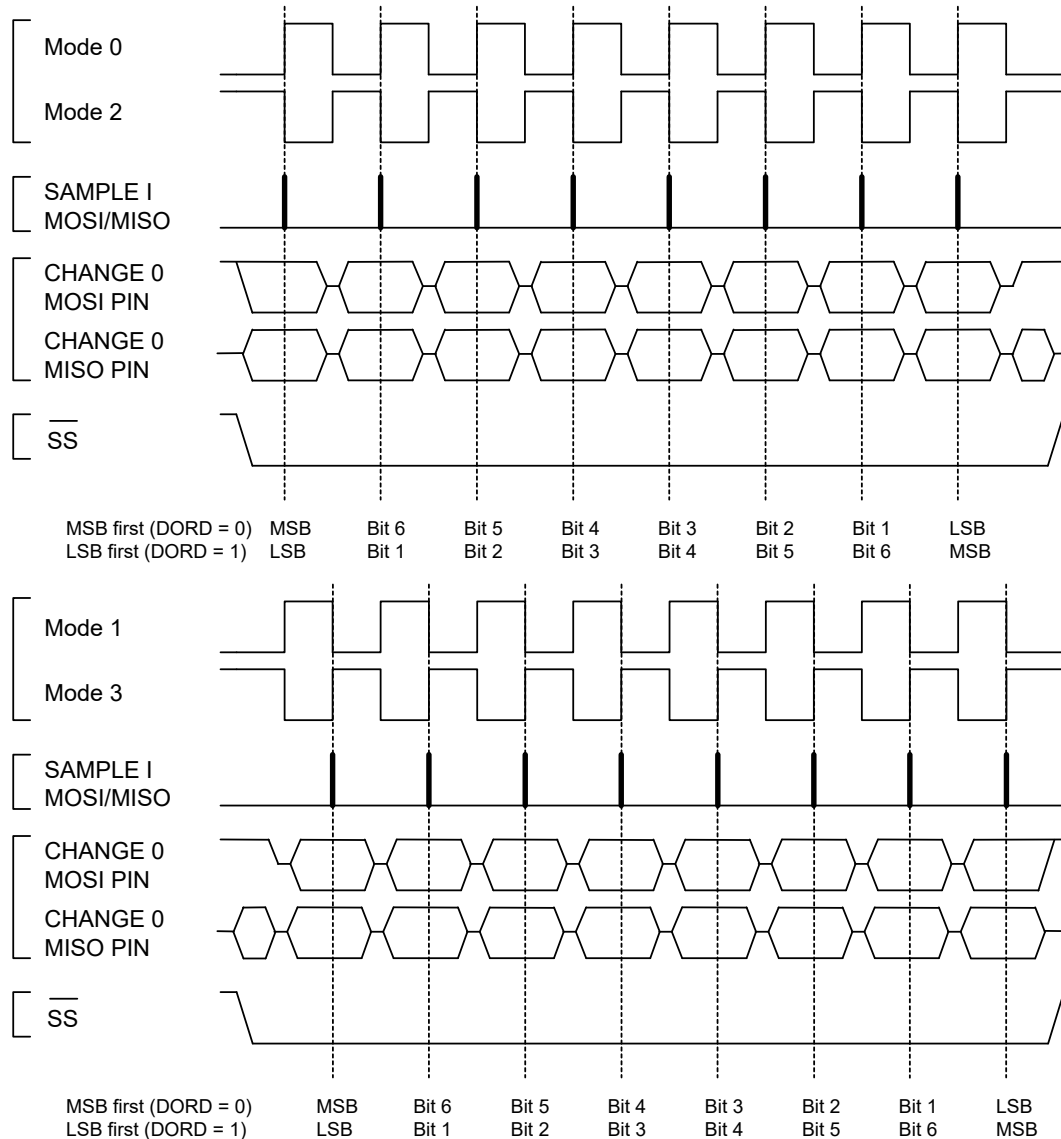 Mode 0
Mode 2
SAMPLE I
MOSI/MISO
CHANGE 0
MOSI PIN
CHANGE 0
MISO PIN
SS
MSB first (DORD = 0) MSB Bit 6 Bit 5 Bit 4 Bit 3 Bit 2 Bit 1 LSB
LSB first (DORD = 1) LSB Bit 1 Bit 2 Bit 3 Bit 4 Bit 5 Bit 6 MSB
Mode 1
Mode 3
SAMPLE I
MOSI/MISO
CHANGE 0
MOSI PIN
CHANGE 0
MISO PIN
SS
MSB first (DORD = 0) MSB Bit 6 Bit 5 Bit 4 Bit 3 Bit 2 Bit 1 LSB
LSB first (DORD = 1) LSB Bit 1 Bit 2 Bit 3 Bit 4 Bit 5 Bit 6 MSB